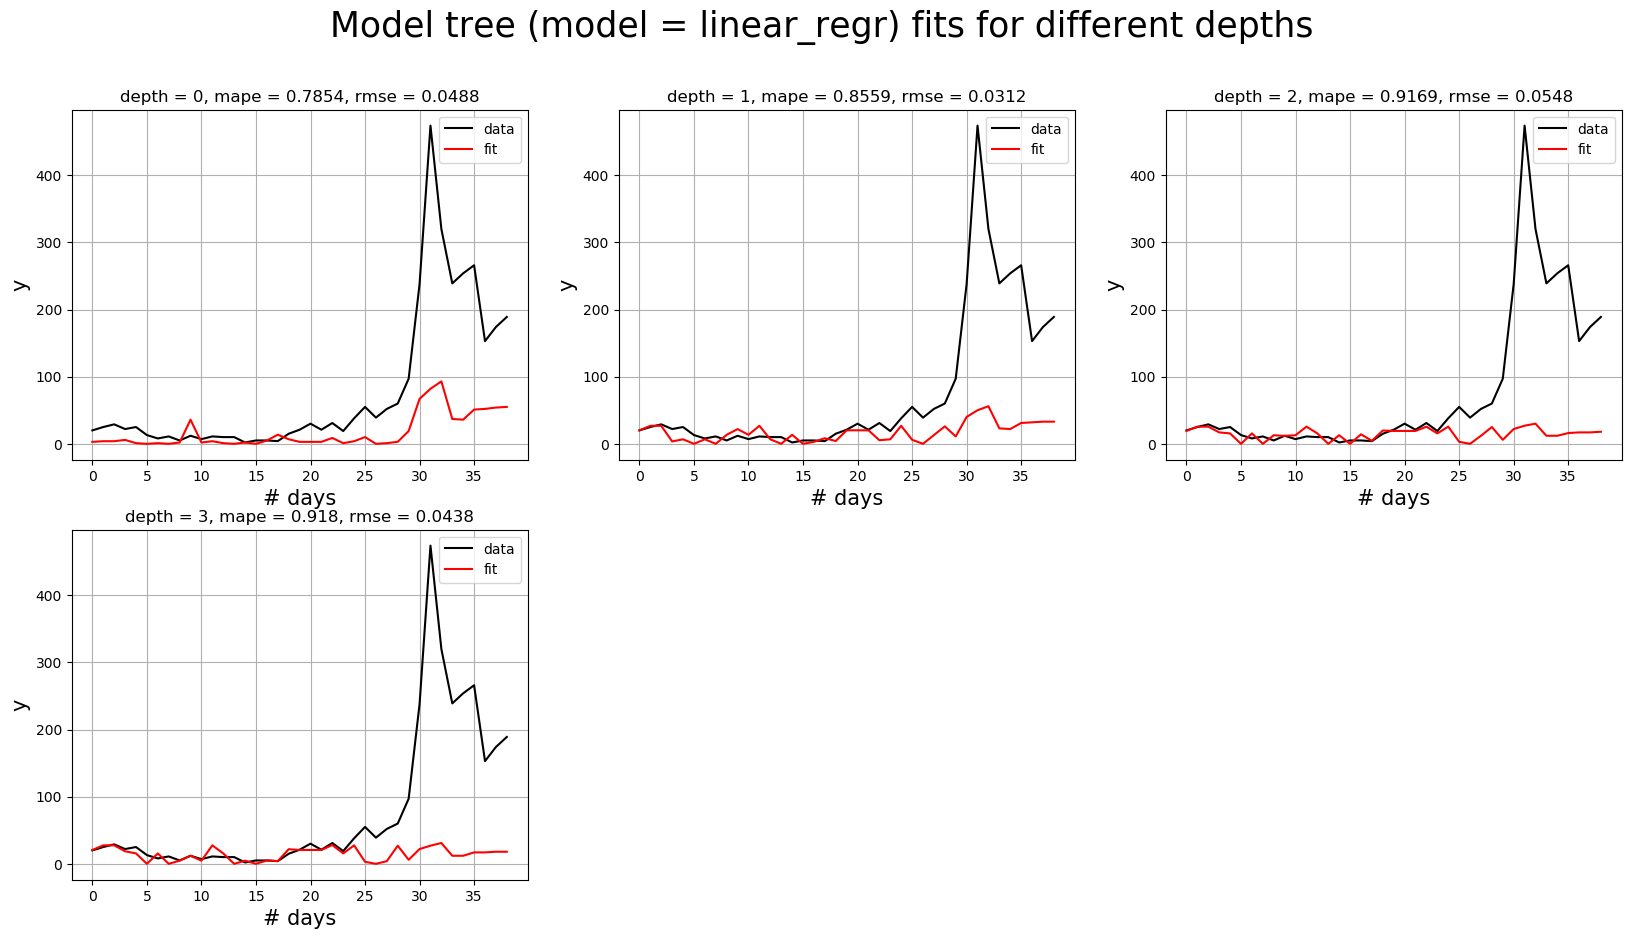 Model tree (model = linear_regr) fits for different depths
depth = 0, mape = 0.7854, rmse = 0.0488
data
fit
400
300
200
100
0
y
0 5 10 15 20 25 30 35
# days
depth = 1, mape = 0.8559, rmse = 0.0312
data
fit
400
300
200
100
0
y
0 5 10 15 20 25 30 35
# days
depth = 2, mape = 0.9169, rmse = 0.0548
data
fit
400
300
200
100
0
y
0 5 10 15 20 25 30 35
# days
depth = 3, mape = 0.918, rmse = 0.0438
data
fit
400
300
200
100
0
y
0 5 10 15 20 25 30 35
# days